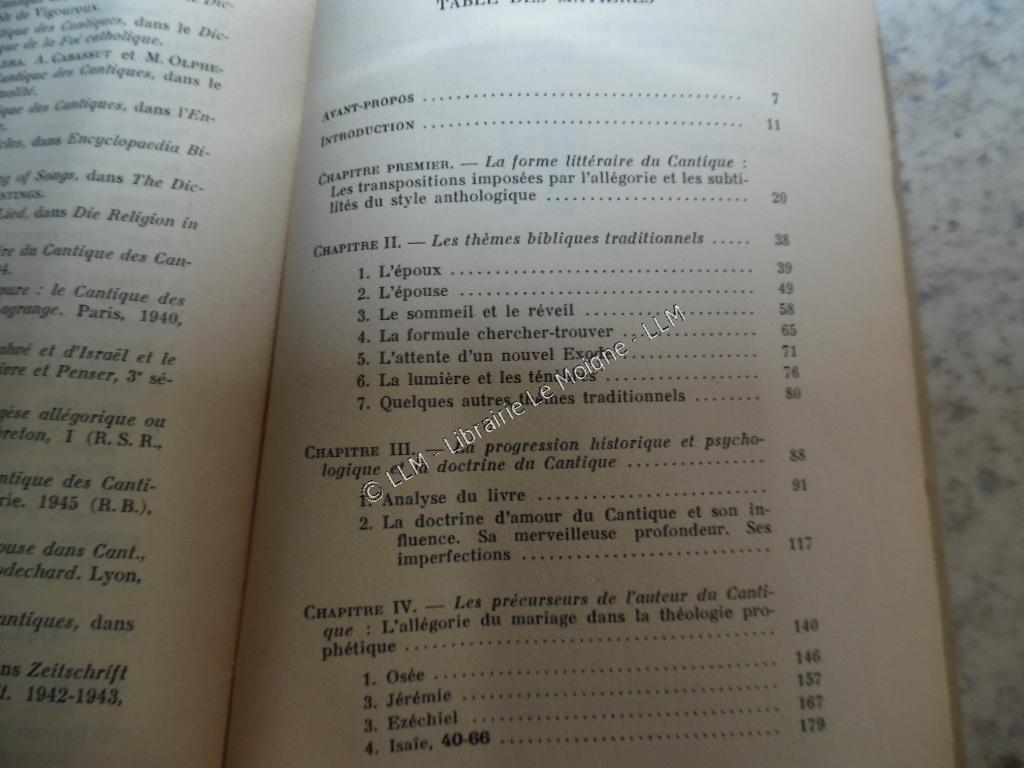 Cantiques, dans le Dic-
de Vigouroux.
Cantiques, dans le Dic-
de la Foi catholique.
A. CABASSUT et M. OLPHE-
Cantique des Cantiques, dans le
des Cantiques, dans l'En-
dans Encyclopaedia Bi-
of Songs, dans The Dic-
Lied, dans Die Religion in
du Cantique des Can-
le Cantique des
Lagrange. Paris, 1940,
et d'Israël et le
et Penser, 3e sé-
allégorique ou
I (R. S. R.,
des Canti-
1945 (R. B.),
dans Cant.,
Lyon,
dans
Zeitschrift
1942-1943,
TABLE DES MATIÈRES
AVANT-PROPOS 7
INTRODUCTION 11
CHAPITRE PREMIER. — La forme littéraire du Cantique :
Les transpositions imposées par l'allégorie et les subti-
lités du style anthologique 20
CHAPITRE II. — Les thèmes bibliques traditionnels 38
1. L'époux 39
2. L'épouse 49
3. Le sommeil et le réveil 58
4. La formule chercher-trouver 65
5. L'attente d'un nouvel Exode 71
6. La lumière et les ténèbres 76
7. Quelques autres thèmes traditionnels 80
CHAPITRE III. — La progression historique et psycho-
logique de la doctrine du Cantique 88
1. Analyse du livre 91
2. La doctrine d'amour du Cantique et son in-
fluence. Sa merveilleuse profondeur. Ses
imperfections 117
CHAPITRE IV. — Les précurseurs de l'auteur du Canti-
que : L'allégorie du mariage dans la théologie pro-
phétique 140
1. Osée 146
3. Jérémie 157
3. Ezéchiel 167
4. Isaïe, 40-66 179
© LLM - Librairie Le Moigne - LLM